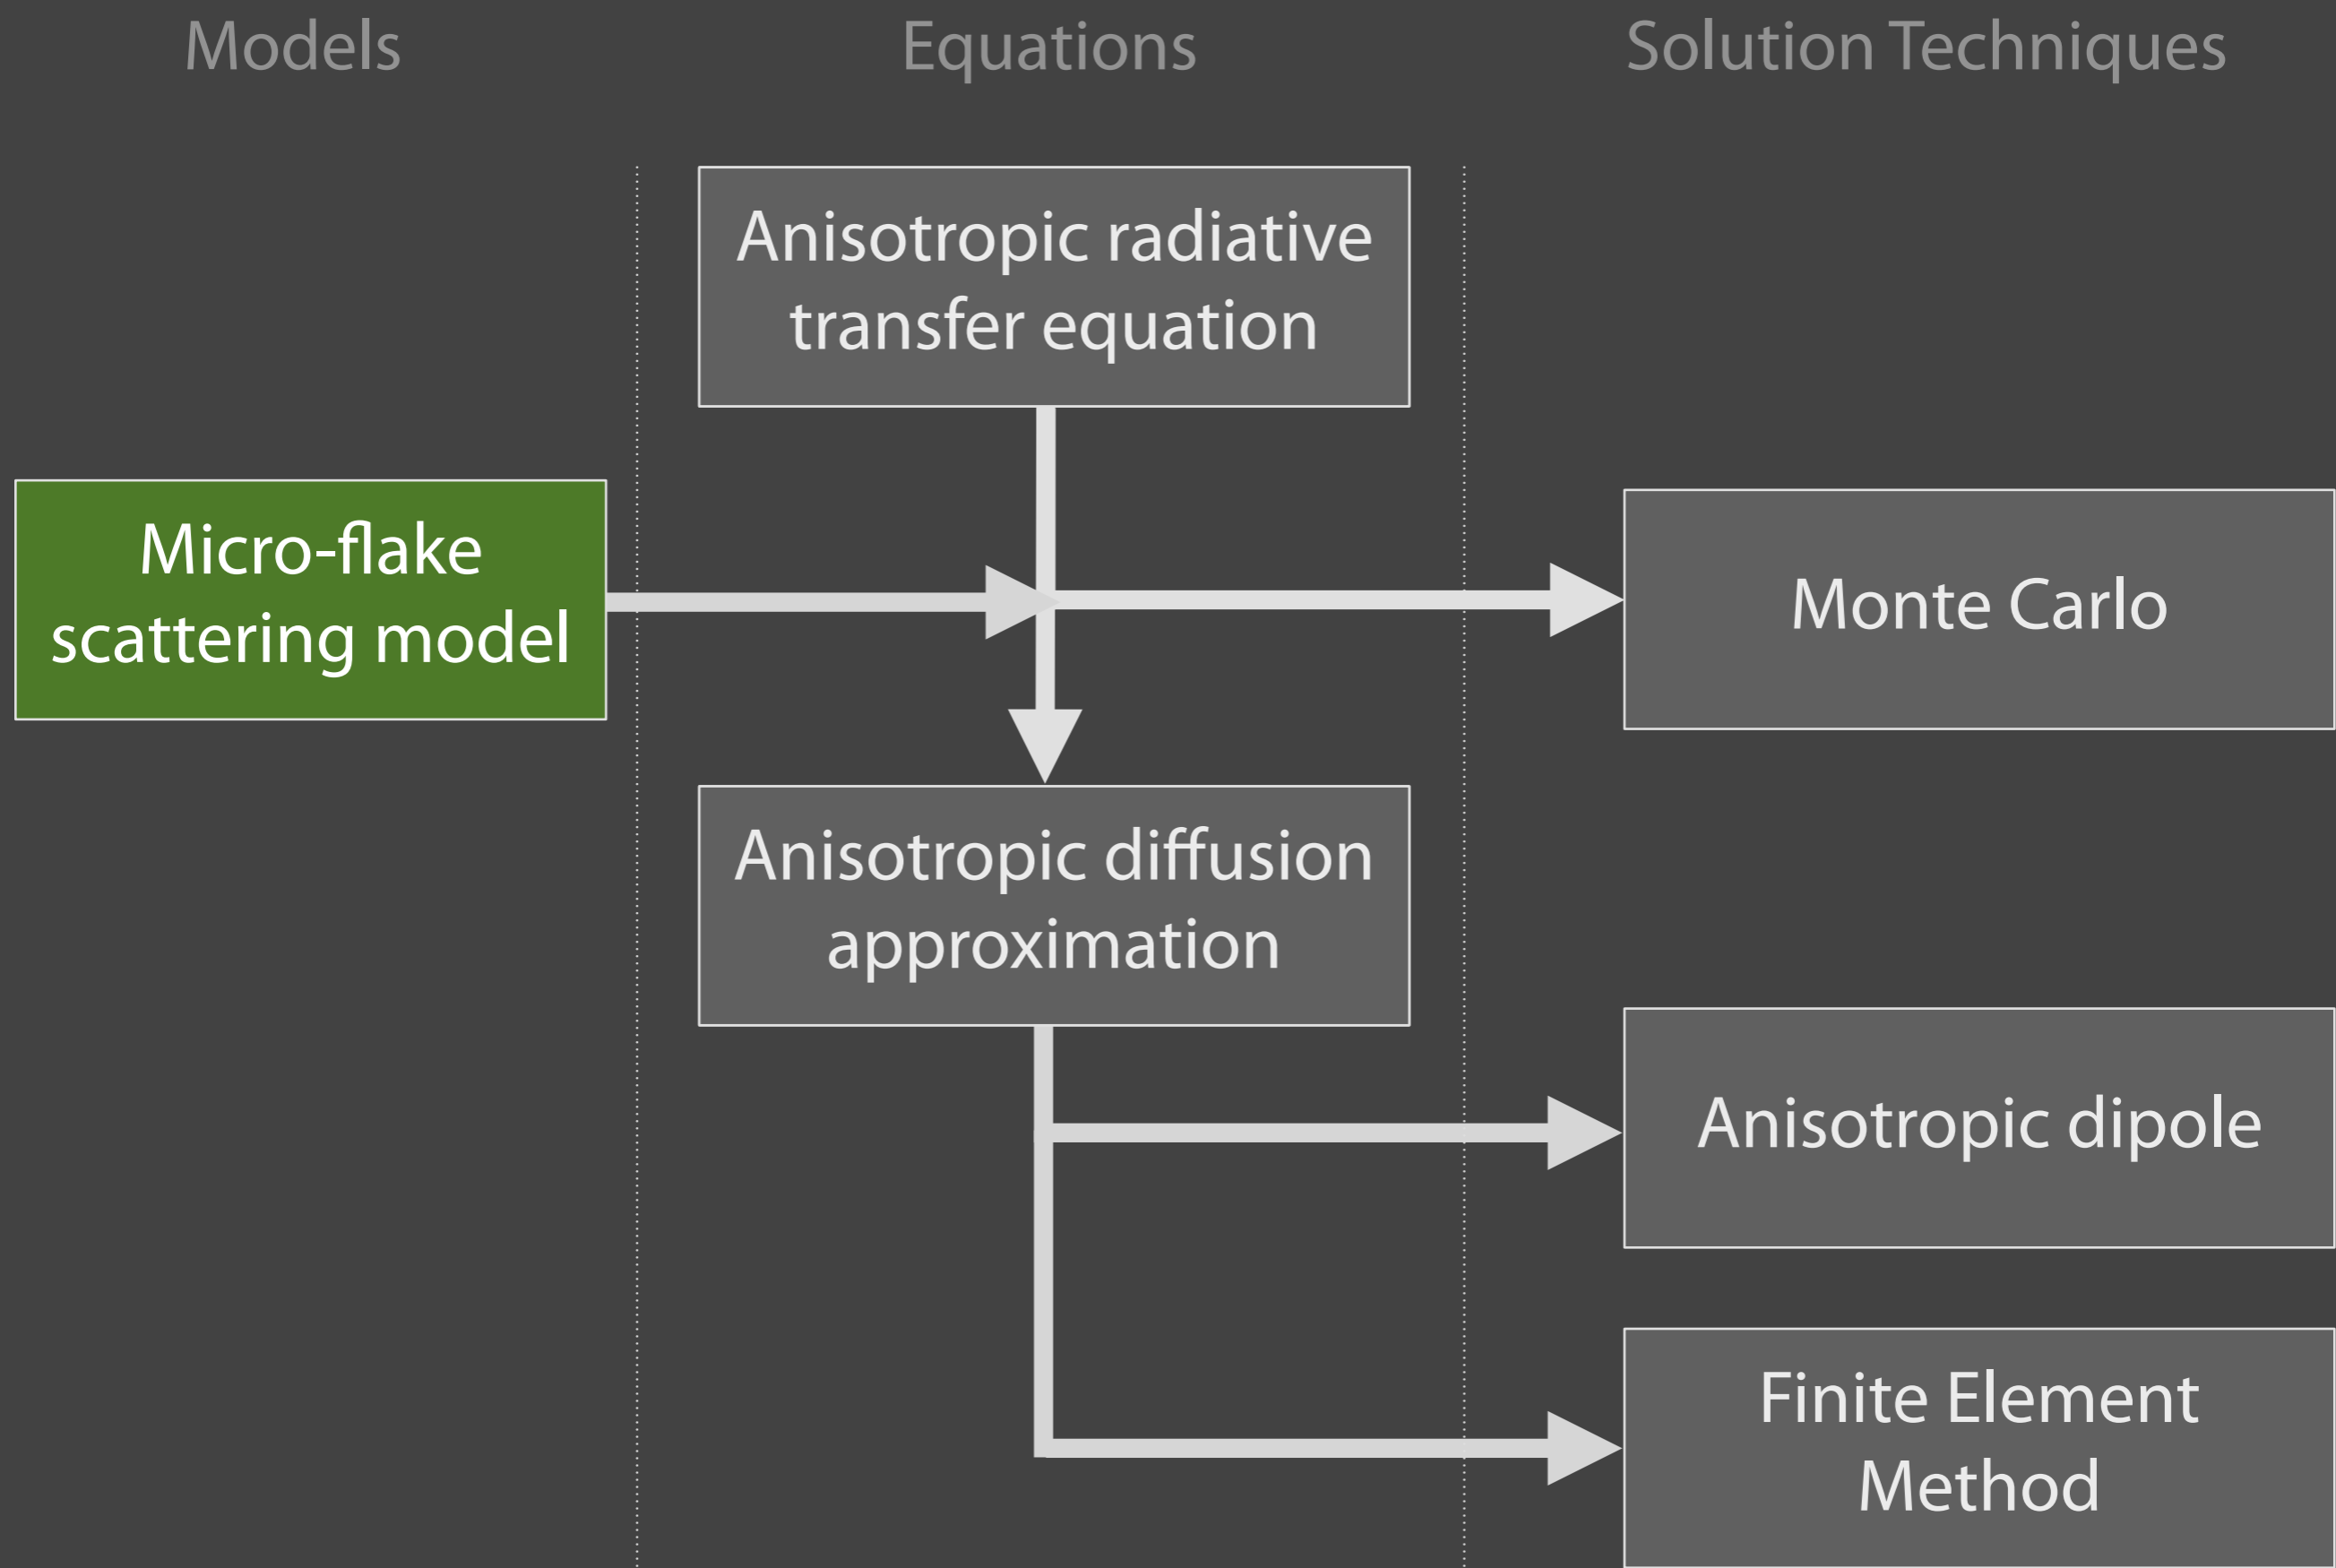 Models
Equations
Solution Techniques
Anisotropic radiative
transfer equation
Micro-flake
scattering model
Monte Carlo
Anisotropic diffusion
approximation
Anisotropic dipole
Finite Element
Method